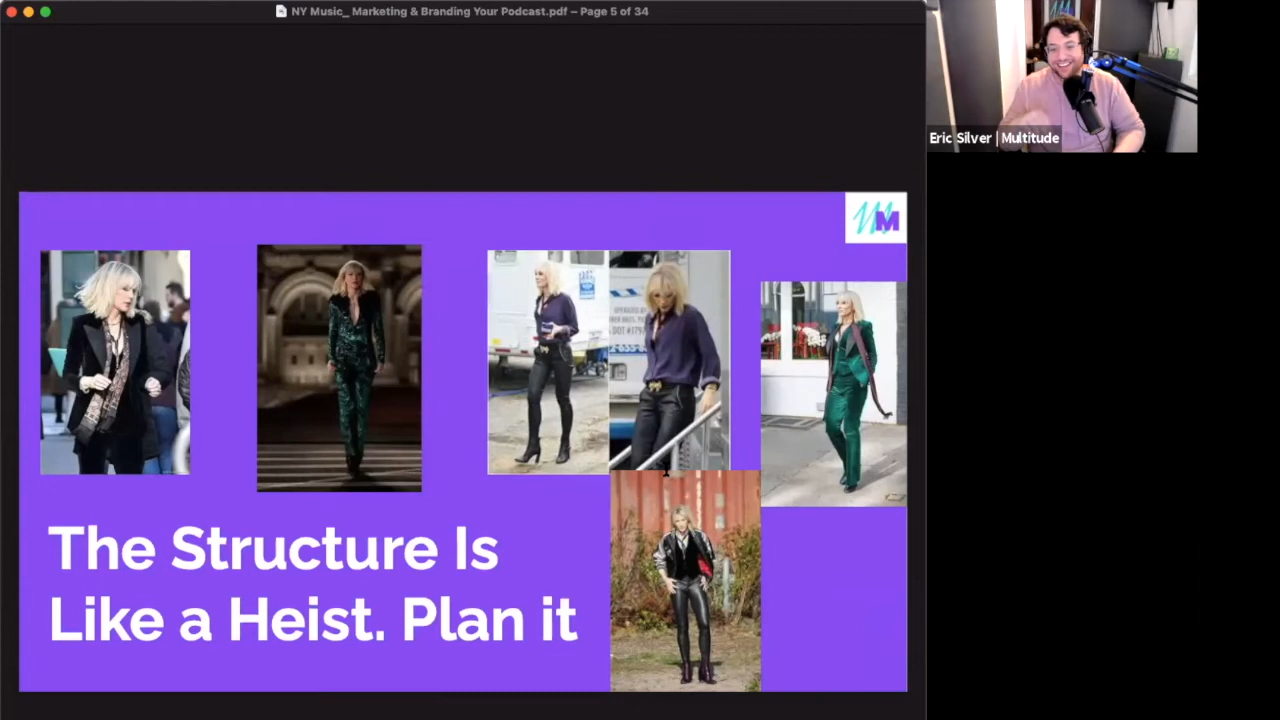 NY Music_ Marketing & Branding Your Podcast.pdf – Page 5 of 34
Eric Silver | Multitude
M
The Structure Is
Like a Heist. Plan it